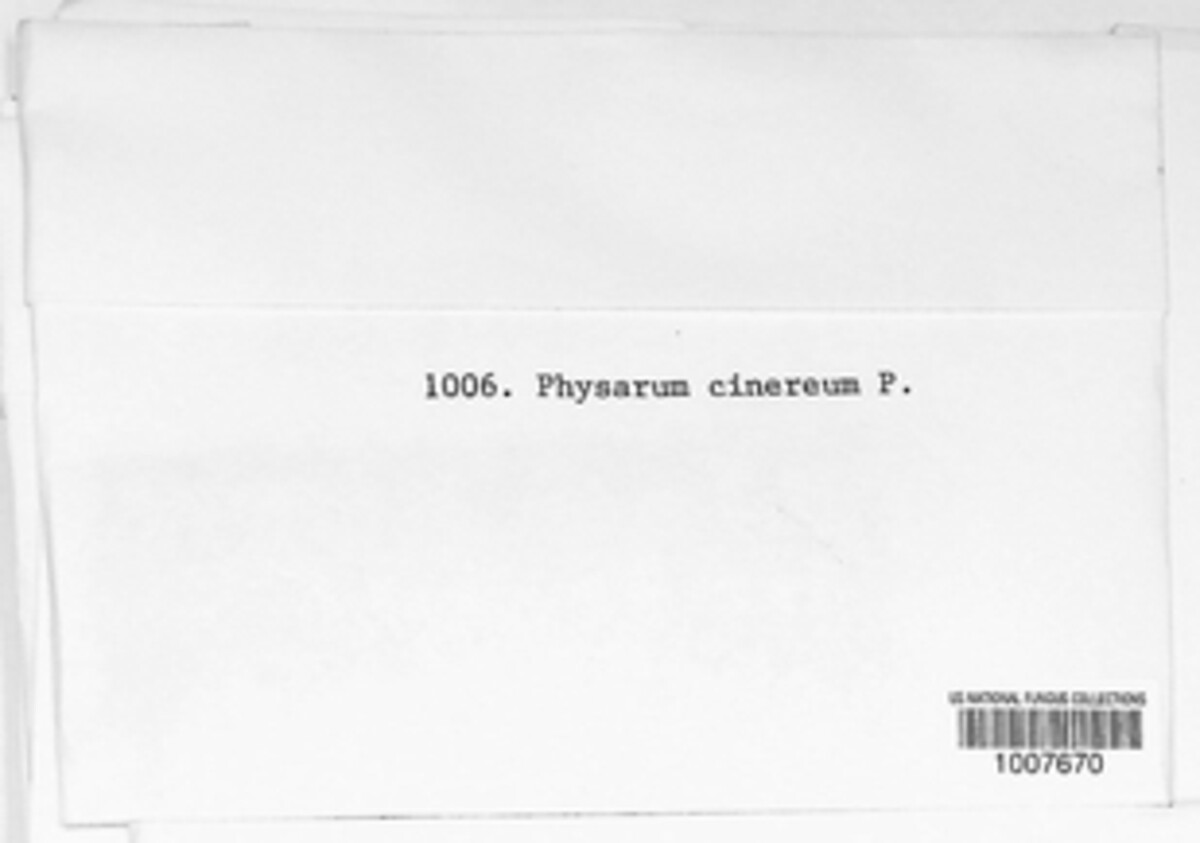 1006. Physarum cinereum P.
US NATIONAL FUNGUS COLLECTIONS
1007670